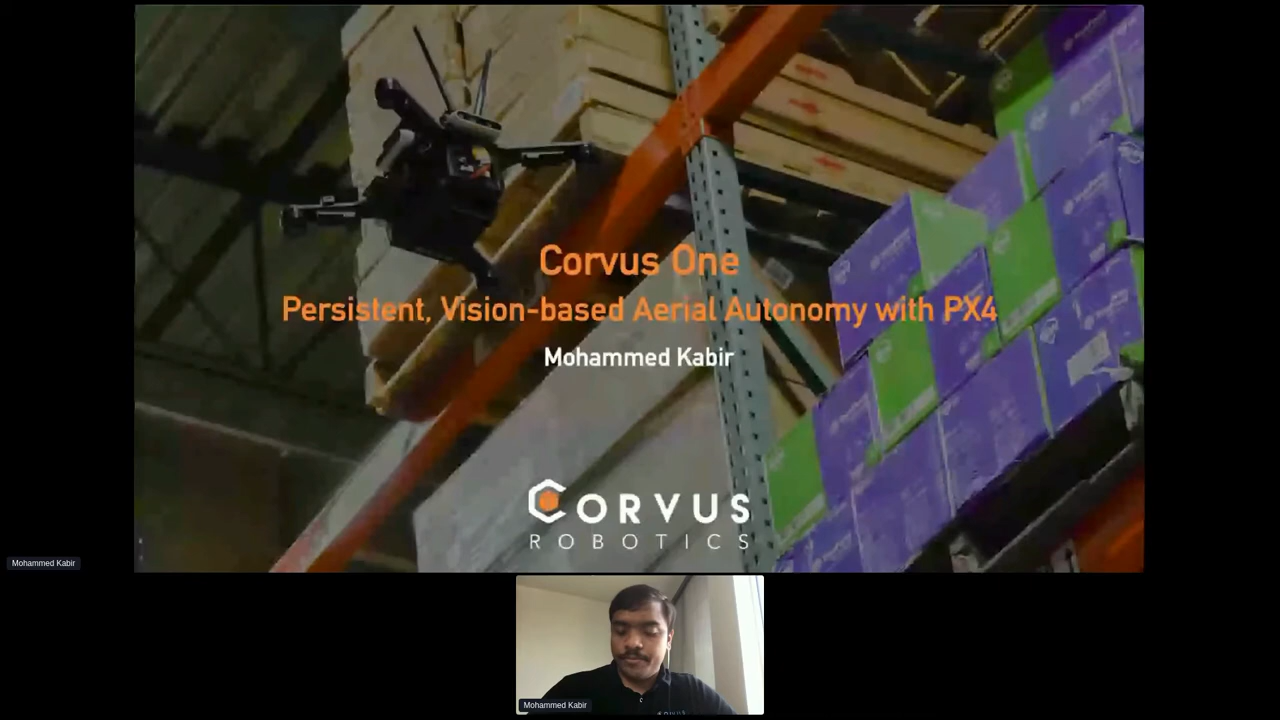 Corvus One
Persistent, Vision-based Aerial Autonomy with PX4
Mohammed Kabir
CORVUS
ROBOTICS
Mohammed Kabir
Mohammed Kabir